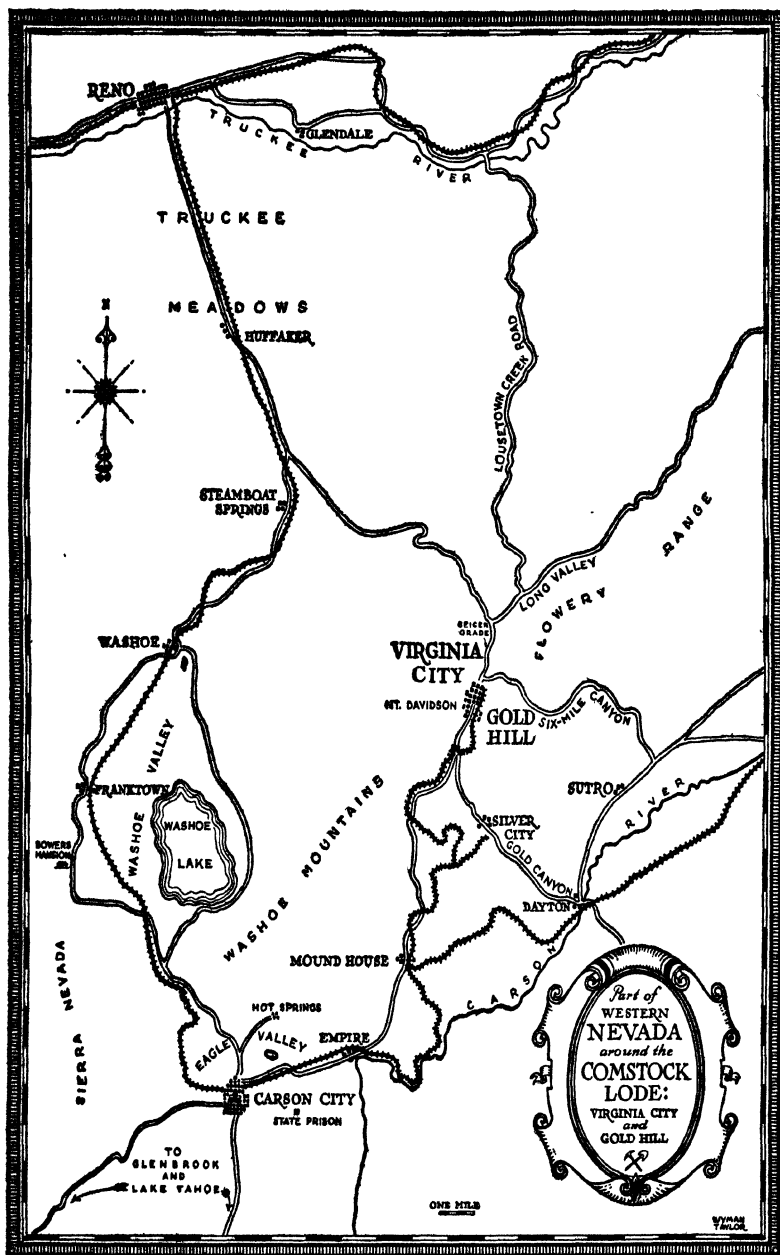 RENO
GLENDALE
TRUCKEE
RIVER
TRUCKEE
MEADOWS
HUFFAKER
N
S
LOUSETOWN CREEK ROAD
STEAMBOAT
SPRINGS
RANGE
LONG VALLEY
FLOWERY
GEIGER
GRADE
WASHOE
VIRGINIA
CITY
MT. DAVIDSON
GOLD
HILL
SIX-MILE CANYON
VALLEY
WASHOE
FRANKTOWN
WASHOE
LAKE
BOWERS
MANSION
SUTRO
RIVER
SILVER
CITY
GOLD CANYON
DAYTON
WASHOE MOUNTAINS
MOUND HOUSE
CARSON
SIERRA NEVADA
HOT SPRINGS
EAGLE
VALLEY
EMPIRE
CARSON CITY
STATE PRISON
TO
GLENBROOK
AND
LAKE TAHOE
ONE MILE
Part of
WESTERN
NEVADA
around the
COMSTOCK
LODE:
VIRGINIA CITY
and
GOLD HILL
WYMAN
TAYLOR